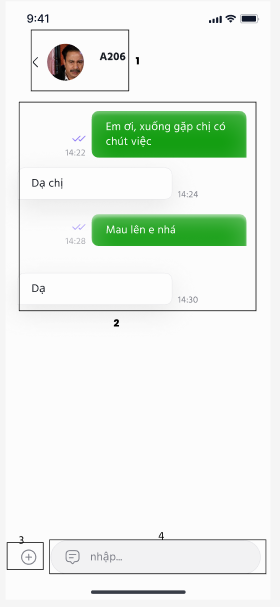 9:41
A206
1
Em ơi, xuống gặp chị có
chút việc
14:22
Dạ chị
14:24
Mau lên e nhá
14:28
Dạ
14:30
2
3
4
nhập...